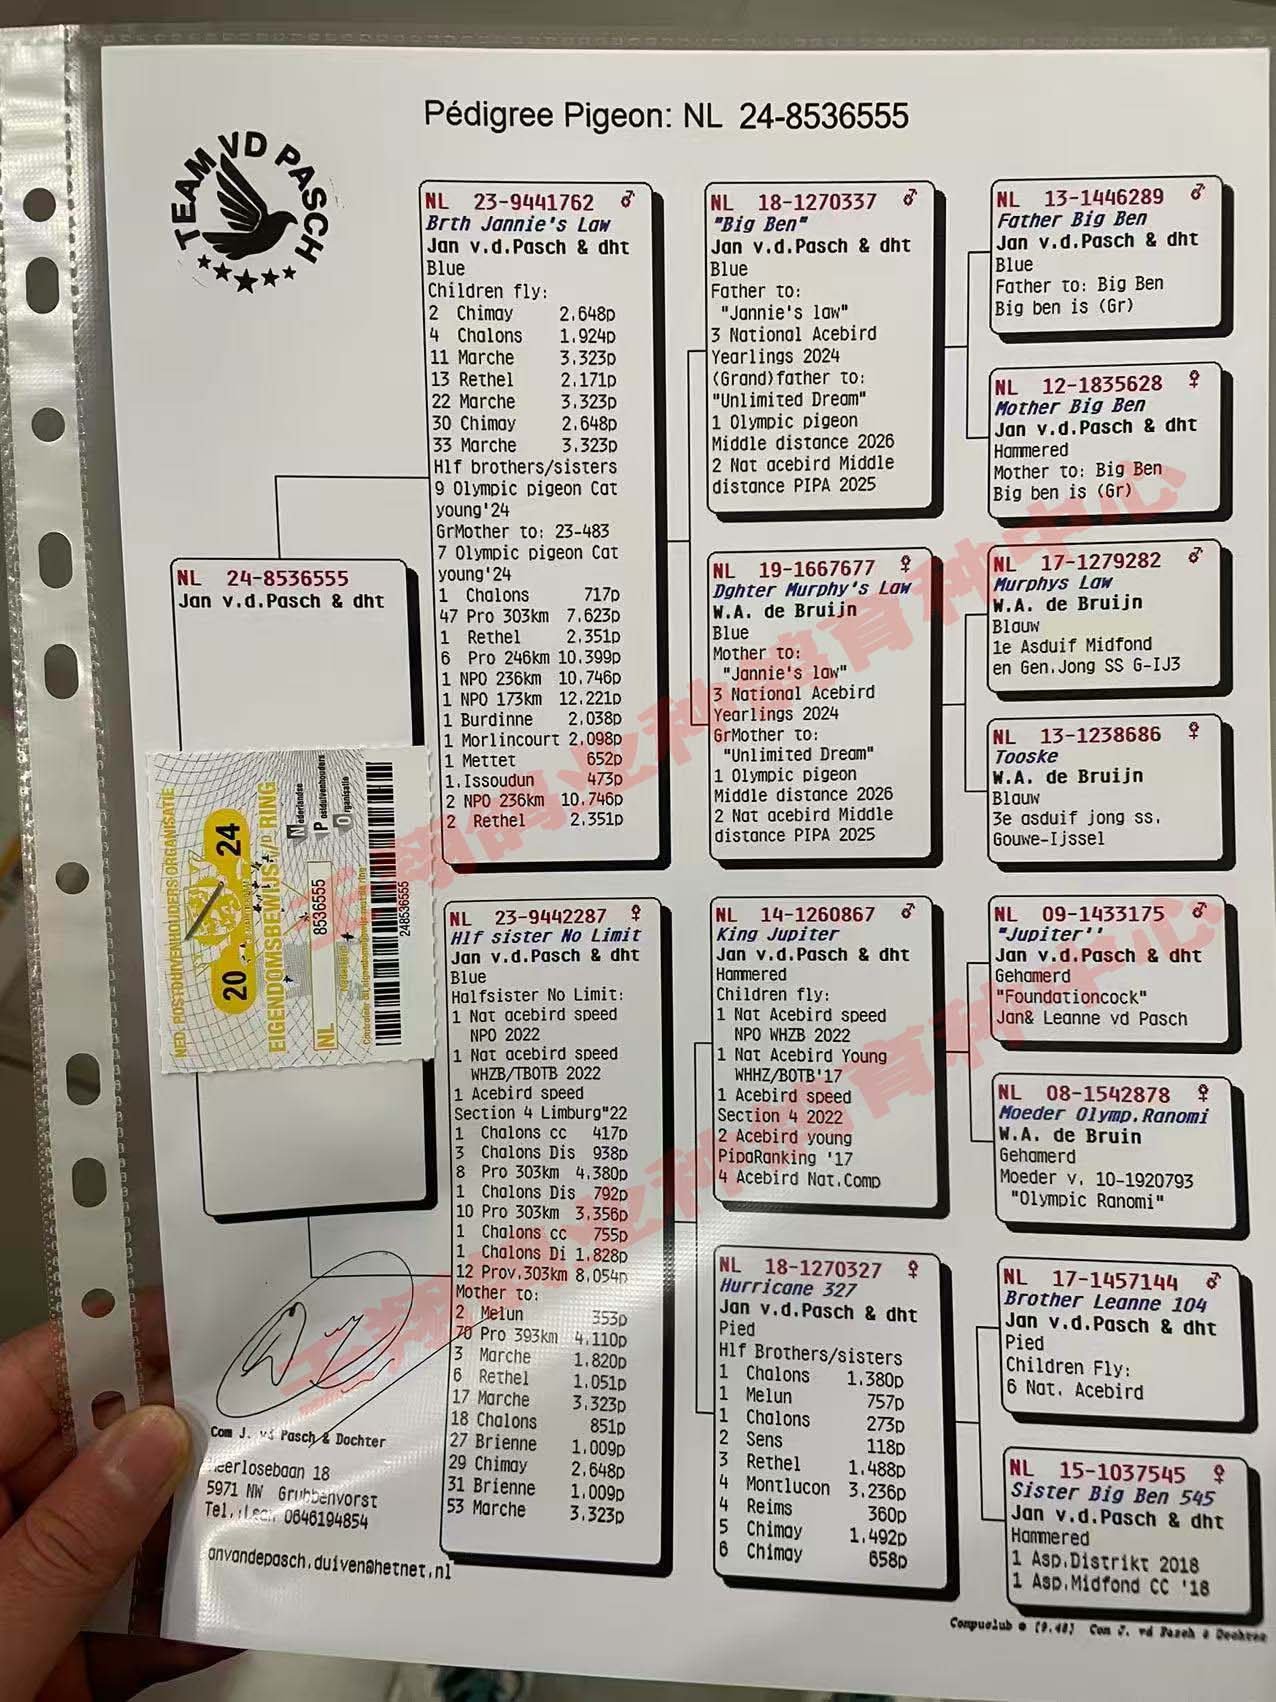 Pédigree Pigeon: NL 24-8536555
TEAM VD PASCH
NL 24-8536555
Jan v.d.Pasch & dht
NED. POSTDUIVENHOUDERS ORGANISATIE
20 24
EIGENDOMSBEWIJS v/d RING
Nederlandse
Postduivenhouders
Organisatie
NL 8536555
248536555
Com J. vd Pasch & Dochter
eerlosebaan 18
5971 NW Grubbenvorst
Tel. 0646194854
anvandepasch.duiven@hetnet.nl
NL 23-9441762 ♂
Brth Jannie's Law
Jan v.d.Pasch & dht
Blue
Children fly:
2 Chimay 2.648p
4 Chalons 1.924p
11 Marche 3.323p
13 Rethel 2.171p
22 Marche 3.323p
30 Chimay 2.648p
33 Marche 3.323p
Hlf brothers/sisters
9 Olympic pigeon Cat
young'24
GrMother to: 23-483
7 Olympic pigeon Cat
young'24
1 Chalons 717p
47 Pro 303km 7.623p
1 Rethel 2.351p
6 Pro 246km 10.399p
1 NPO 236km 10.746p
1 NPO 173km 12.221p
1 Burdinne 2.038p
1 Morlincourt 2.098p
1 Mettet 652p
1.Issoudun 473p
2 NPO 236km 10.746p
2 Rethel 2.351p
NL 23-9442287 ♀
Hlf sister No Limit
Jan v.d.Pasch & dht
Blue
Halfsister No Limit:
1 Nat acebird speed
NPO 2022
1 Nat acebird speed
WHZB/TBOTB 2022
1 Acebird speed
Section 4 Limburg"22
1 Chalons cc 417p
3 Chalons Dis 938p
8 Pro 303km 4.380p
1 Chalons Dis 792p
10 Pro 303km 3.356p
1 Chalons cc 755p
1 Chalons Di 1.828p
12 Prov.303km 8.054p
Mother to:
2 Melun 353p
70 Pro 393km 4.110p
3 Marche 1.820p
6 Rethel 1.051p
17 Marche 3.323p
18 Chalons 851p
27 Brienne 1.009p
29 Chimay 2.648p
31 Brienne 1.009p
53 Marche 3.323p
NL 18-1270337 ♂
"Big Ben"
Jan v.d.Pasch & dht
Blue
Father to:
"Jannie's law"
3 National Acebird
Yearlings 2024
(Grand)father to:
"Unlimited Dream"
1 Olympic pigeon
Middle distance 2026
2 Nat acebird Middle
distance PIPA 2025
NL 19-1667677 ♀
Dghter Murphy's Law
W.A. de Bruijn
Blue
Mother to:
"Jannie's law"
3 National Acebird
Yearlings 2024
GrMother to:
"Unlimited Dream"
1 Olympic pigeon
Middle distance 2026
2 Nat acebird Middle
distance PIPA 2025
NL 14-1260867 ♂
King Jupiter
Jan v.d.Pasch & dht
Hammered
Children fly:
1 Nat Acebird speed
NPO WHZB 2022
1 Nat Acebird Young
WHHZ/BOTB'17
1 Acebird speed
Section 4 2022
2 Acebird young
PipaRanking '17
4 Acebird Nat.Comp
NL 18-1270327 ♀
Hurricane 327
Jan v.d.Pasch & dht
Pied
Hlf Brothers/sisters
1 Chalons 1.380p
1 Melun 757p
1 Chalons 273p
2 Sens 118p
3 Rethel 1.488p
4 Montlucon 3.236p
4 Reims 360p
5 Chimay 1.492p
6 Chimay 658p
NL 13-1446289 ♂
Father Big Ben
Jan v.d.Pasch & dht
Blue
Father to: Big Ben
Big ben is (Gr)
NL 12-1835628 ♀
Mother Big Ben
Jan v.d.Pasch & dht
Hammered
Mother to: Big Ben
Big ben is (Gr)
NL 17-1279282 ♂
Murphys Law
W.A. de Bruijn
Blauw
1e Asduif Midfond
en Gen.Jong SS G-IJ3
NL 13-1238686 ♀
Tooske
W.A. de Bruijn
Blauw
3e asduif jong ss.
Gouwe-Ijssel
NL 09-1433175 ♂
"Jupiter''
Jan v.d.Pasch & dht
Gehamerd
"Foundationcock"
Jan& Leanne vd Pasch
NL 08-1542878 ♀
Moeder Olymp.Ranomi
W.A. de Bruin
Gehamerd
Moeder v. 10-1920793
"Olympic Ranomi"
NL 17-1457144 ♂
Brother Leanne 104
Jan v.d.Pasch & dht
Pied
Children Fly:
6 Nat. Acebird
NL 15-1037545 ♀
Sister Big Ben 545
Jan v.d.Pasch & dht
Hammered
1 Asp.Distrikt 2018
1 Asp.Midfond CC '18
Compuclub © [9.48] Com J. vd Pasch & Dochter